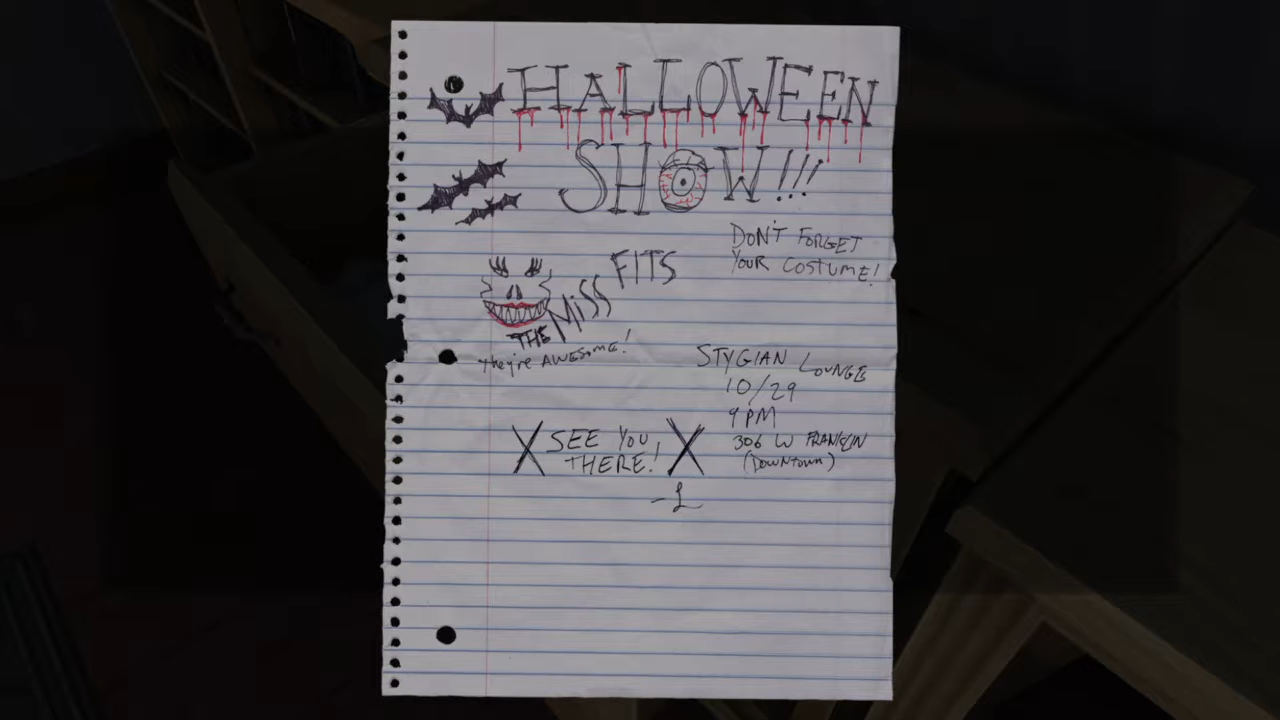 HALLOWEEN
SHOW!!!
DON'T FORGET
YOUR COSTUME!
THE MISS FITS
They're AWESOME!
STYGIAN LOUNGE
10/29
9PM
306 W FRANKLIN
(DOWNTOWN)
X SEE YOU X
THERE!
-L